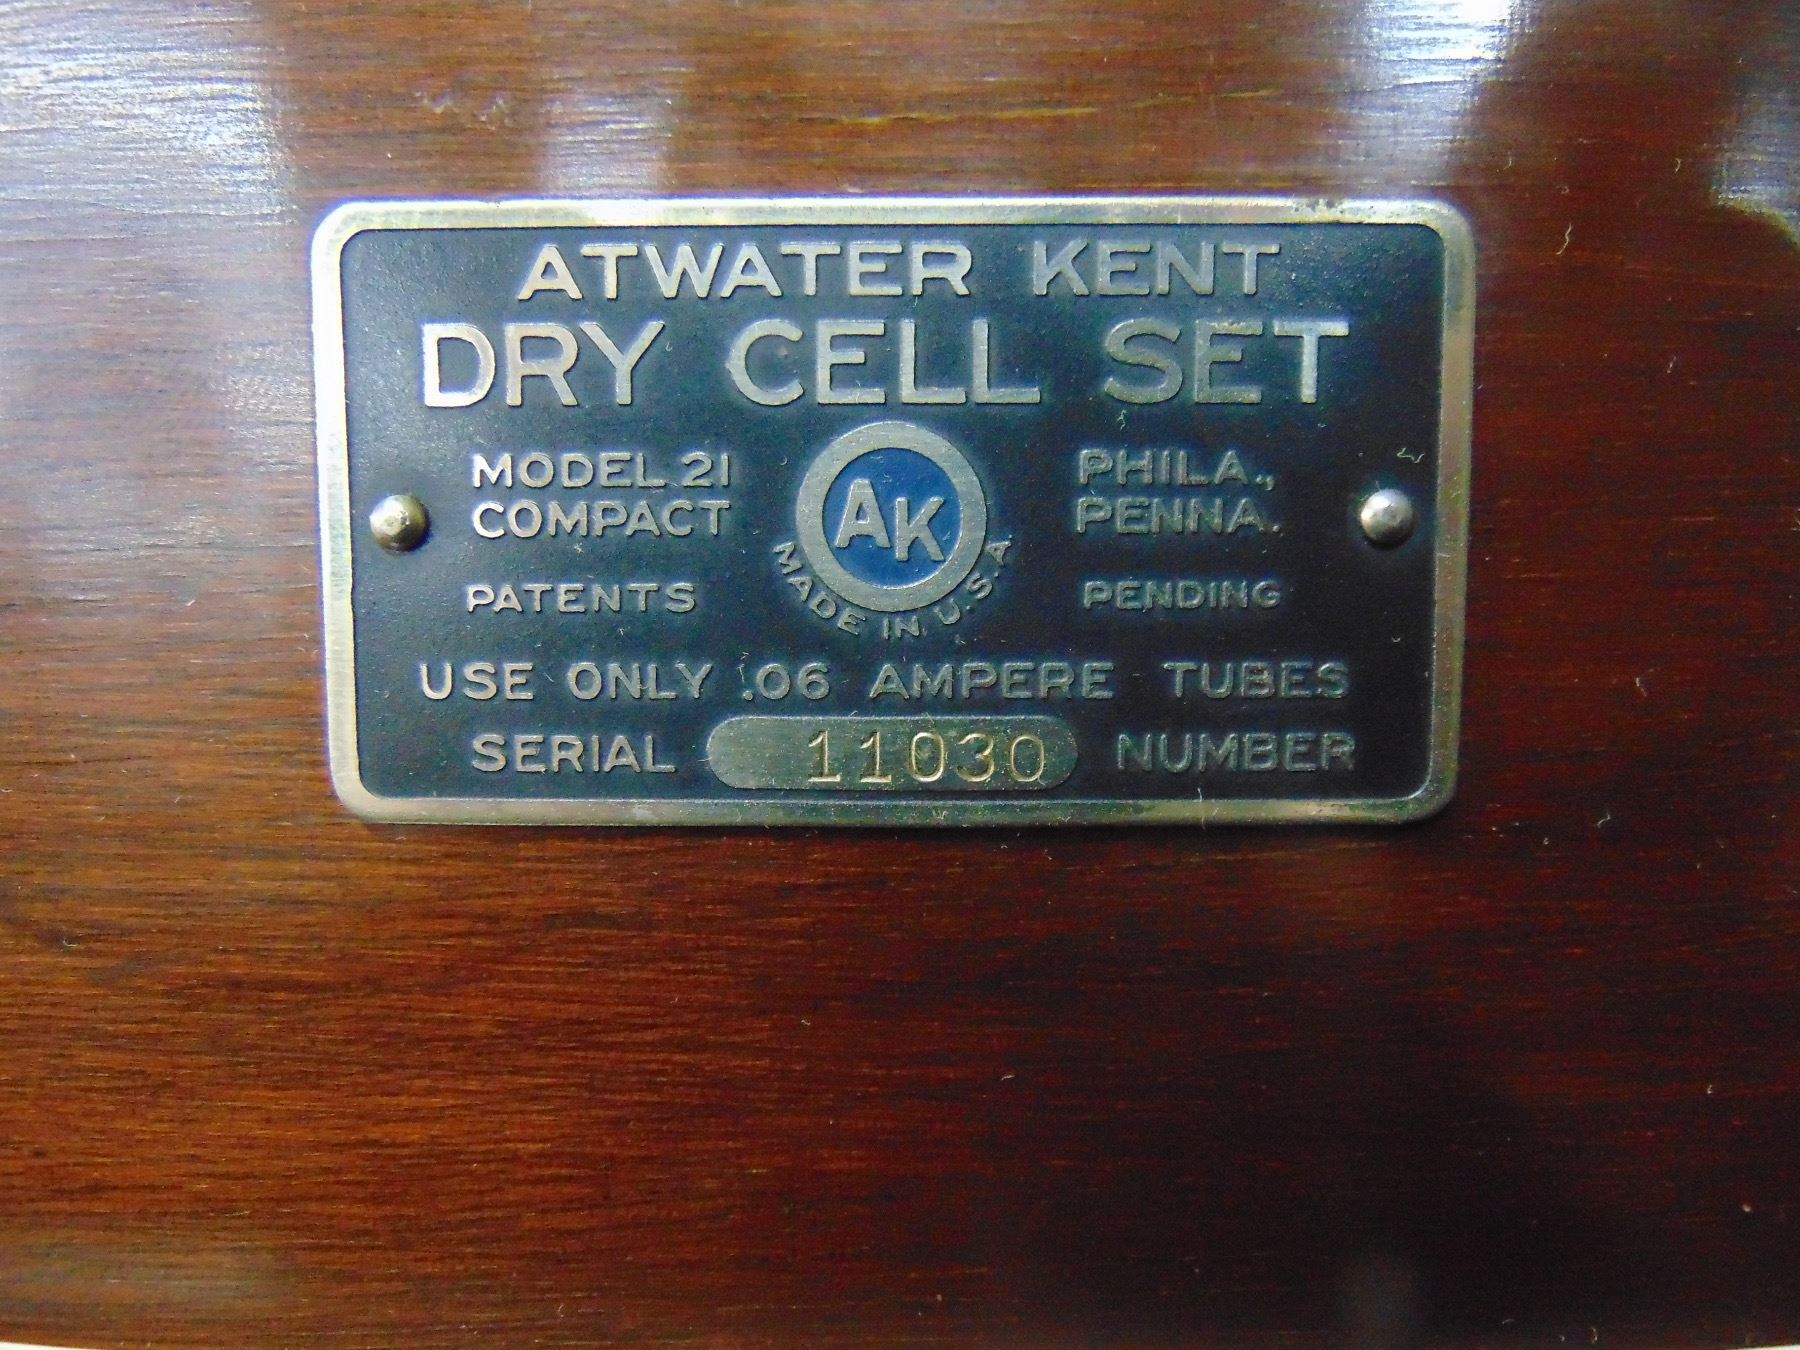 ATWATER KENT
DRY CELL SET
MODEL 21
COMPACT
AK
MADE IN U.S.A.
PHILA.,
PENNA.
PATENTS PENDING
USE ONLY .06 AMPERE TUBES
SERIAL 11030 NUMBER